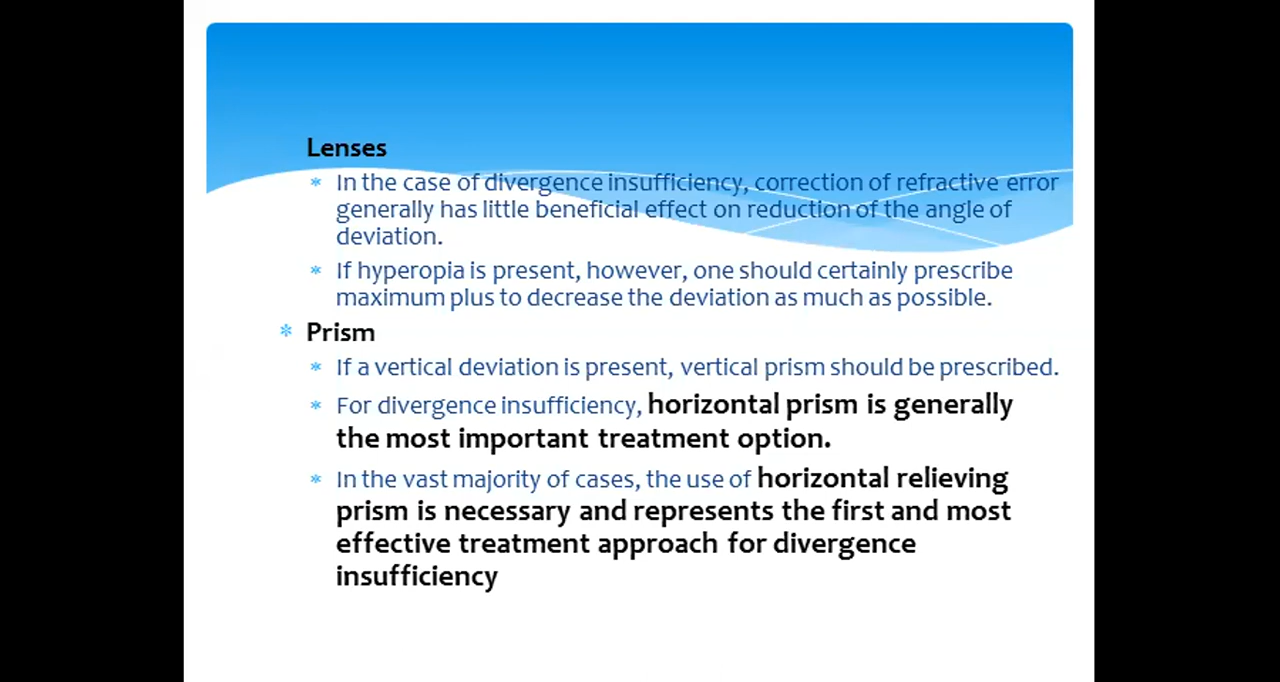 Lenses
In the case of divergence insufficiency, correction of refractive error
generally has little beneficial effect on reduction of the angle of
deviation.
If hyperopia is present, however, one should certainly prescribe
maximum plus to decrease the deviation as much as possible.
Prism
If a vertical deviation is present, vertical prism should be prescribed.
For divergence insufficiency, horizontal prism is generally
the most important treatment option.
In the vast majority of cases, the use of horizontal relieving
prism is necessary and represents the first and most
effective treatment approach for divergence
insufficiency